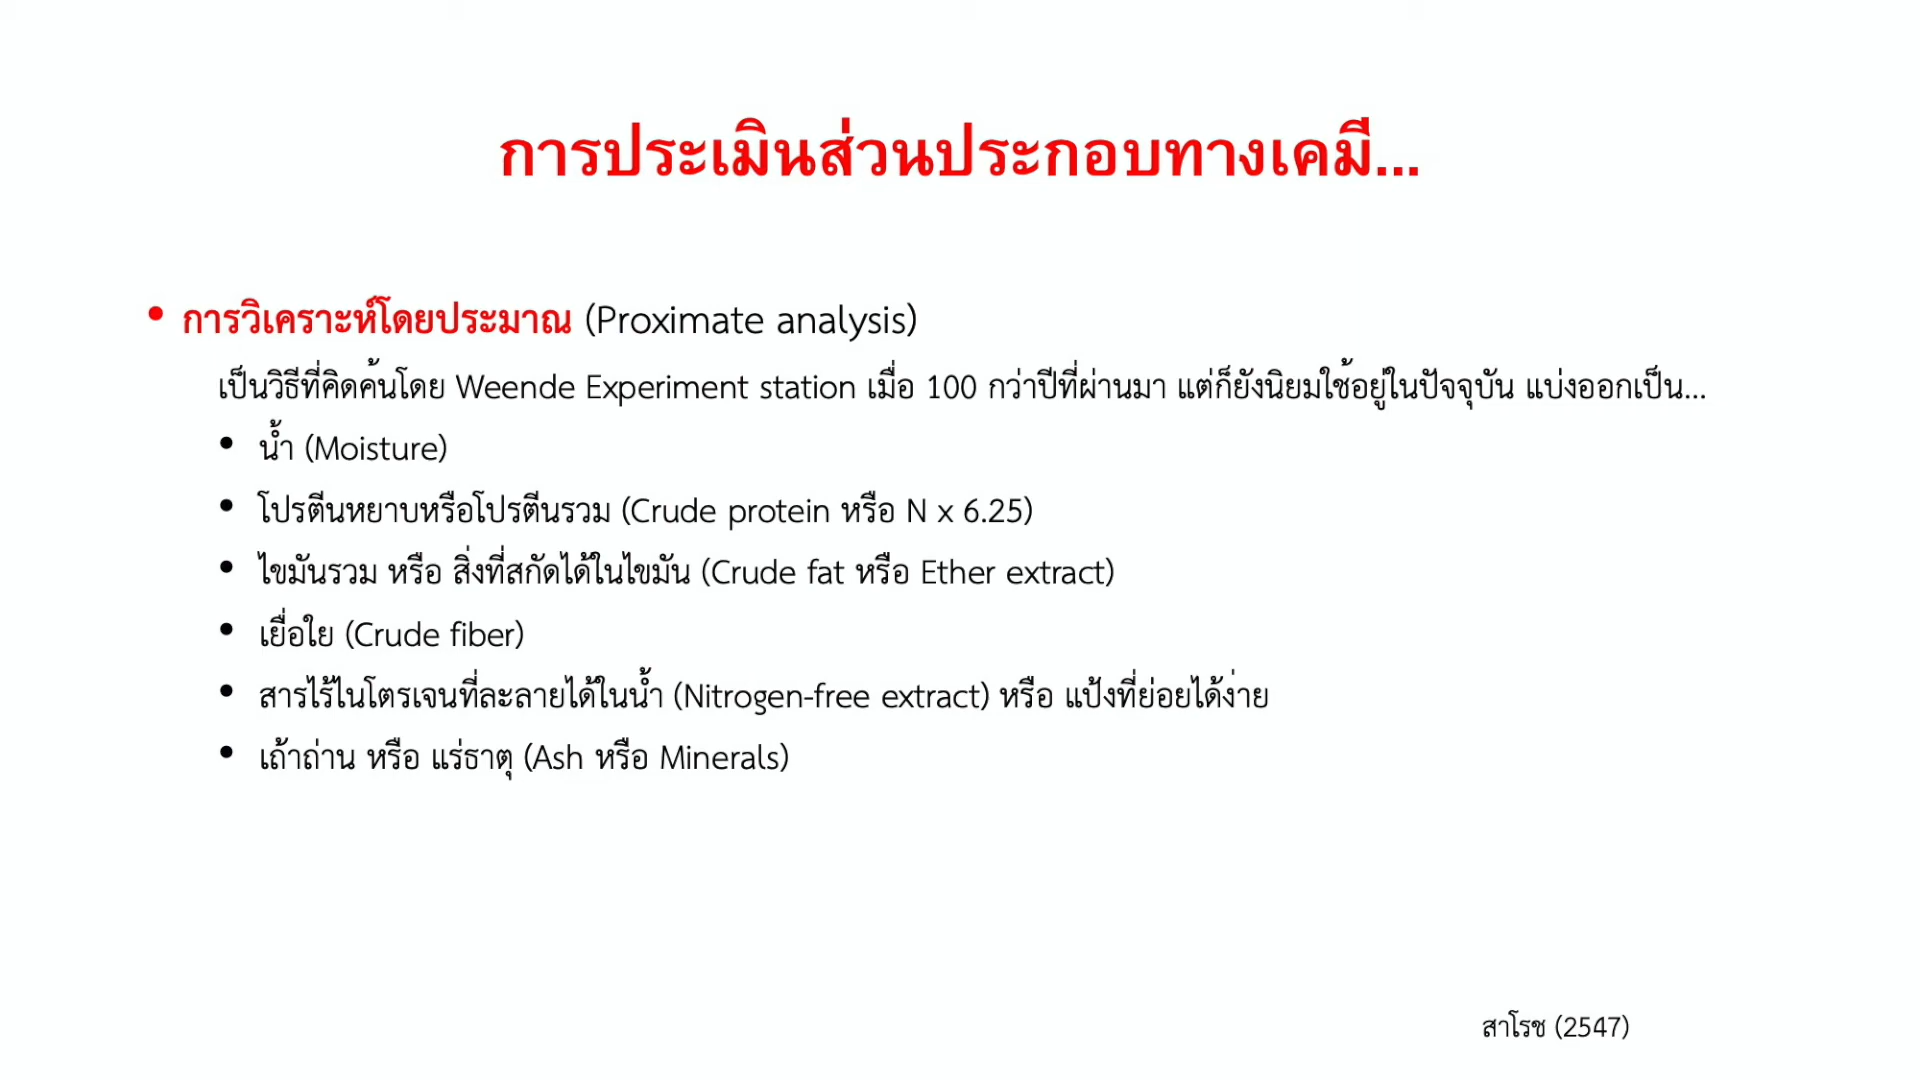 การประเมินส่วนประกอบทางเคมี...
• การวิเคราะห์โดยประมาณ (Proximate analysis)
เป็นวิธีที่คิดค้นโดย Weende Experiment station เมื่อ 100 กว่าปีที่ผ่านมา แต่ก็ยังนิยมใช้อยู่ในปัจจุบัน แบ่งออกเป็น...
• น้ำ (Moisture)
• โปรตีนหยาบหรือโปรตีนรวม (Crude protein หรือ N x 6.25)
• ไขมันรวม หรือ สิ่งที่สกัดได้ในไขมัน (Crude fat หรือ Ether extract)
• เยื่อใย (Crude fiber)
• สารไร้ไนโตรเจนที่ละลายได้ในน้ำ (Nitrogen-free extract) หรือ แป้งที่ย่อยได้ง่าย
• เถ้าถ่าน หรือ แร่ธาตุ (Ash หรือ Minerals)
สาโรช (2547)